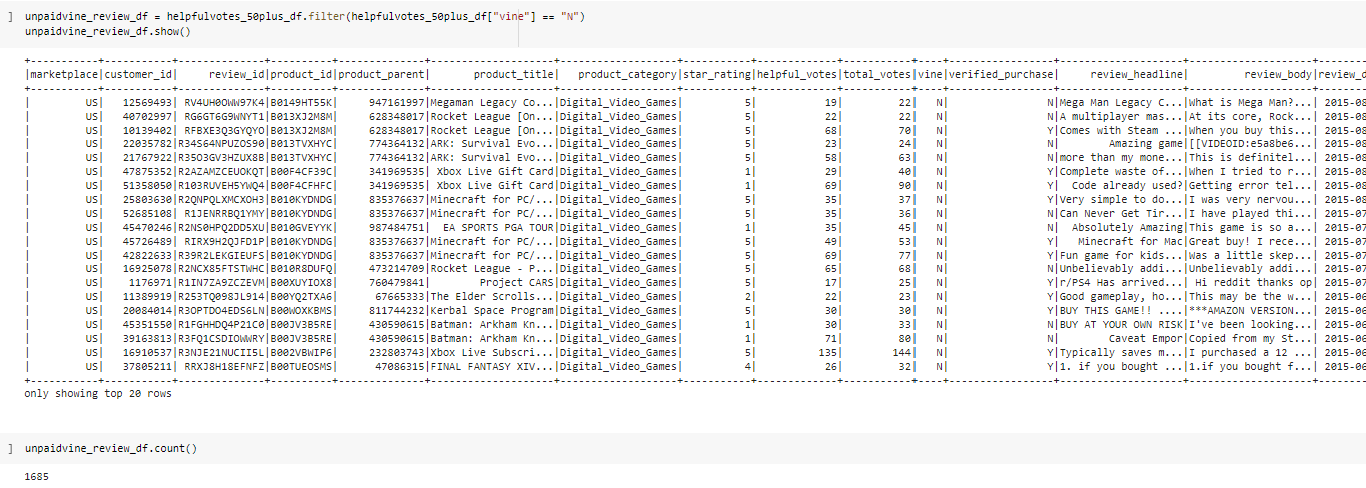 ] unpaidvine_review_df = helpfulvotes_50plus_df.filter(helpfulvotes_50plus_df["vine"] == "N")
unpaidvine_review_df.show()
+-----------+-----------+--------------+----------+--------------+--------------------+-------------------+-----------+-------------+-----------+----+-----------------+--------------------+--------------------+--------
|marketplace|customer_id|     review_id|product_id|product_parent|       product_title|   product_category|star_rating|helpful_votes|total_votes|vine|verified_purchase|     review_headline|         review_body|review_d
+-----------+-----------+--------------+----------+--------------+--------------------+-------------------+-----------+-------------+-----------+----+-----------------+--------------------+--------------------+--------
|         US|   12569493| RV4UH0OWW97K4|B0149HT55K|     947161997|Megaman Legacy Co...|Digital_Video_Games|          5|           19|         22|   N|                N|Mega Man Legacy C...|What is Mega Man?...| 2015-08
|         US|   40702997| RG6GT6G9WNYT1|B013XJ2M8M|     628348017|Rocket League [On...|Digital_Video_Games|          5|           22|         22|   N|                N|A multiplayer mas...|At its core, Rock...| 2015-08
|         US|   10139402| RFBXE3Q3GYQYO|B013XJ2M8M|     628348017|Rocket League [On...|Digital_Video_Games|          5|           68|         70|   N|                Y|Comes with Steam ...|When you buy this...| 2015-08
|         US|   22035782|R34S64NPUZOS90|B013TVXHYC|     774364132|ARK: Survival Evo...|Digital_Video_Games|          5|           23|         24|   N|                N|        Amazing game|[[VIDEOID:e5a8be6...| 2015-08
|         US|   21767922|R35O3GV3HZUX8B|B013TVXHYC|     774364132|ARK: Survival Evo...|Digital_Video_Games|          5|           58|         63|   N|                N|more than my mone...|This is definitel...| 2015-08
|         US|   47875352|R2AZAMZCEUOKQT|B00F4CF39C|     341969535|  Xbox Live Gift Card|Digital_Video_Games|          1|           29|         40|   N|                Y|Complete waste of...|When I tried to r...| 2015-08
|         US|   51358050|R103RUVEH5YWQ4|B00F4CFHFC|     341969535|  Xbox Live Gift Card|Digital_Video_Games|          1|           69|         90|   N|                Y|  Code already used?|Getting error tel...| 2015-08
|         US|   25803630|R2QNPQLXMCXOH3|B010KYDNDG|     835376637|Minecraft for PC/...|Digital_Video_Games|          5|           35|         37|   N|                Y|Very simple to do...|I was very nervou...| 2015-07
|         US|   52685108| R1JENRRBQ1YMY|B010KYDNDG|     835376637|Minecraft for PC/...|Digital_Video_Games|          5|           35|         36|   N|                N|Can Never Get Tir...|I have played thi...| 2015-07
|         US|   45470246|R2NS0HPQ2DD5XU|B010GVEYYK|     987484751|   EA SPORTS PGA TOUR|Digital_Video_Games|          1|           35|         45|   N|                N|  Absolutely Amazing|This game is so a...| 2015-07
|         US|   45726489| RIRX9H2QJFD1P|B010KYDNDG|     835376637|Minecraft for PC/...|Digital_Video_Games|          5|           49|         53|   N|                Y|   Minecraft for Mac|Great buy! I rece...| 2015-07
|         US|   42822633|R39R2LEKGIEUFS|B010KYDNDG|     835376637|Minecraft for PC/...|Digital_Video_Games|          5|           69|         77|   N|                Y|Fun game for kids...|Was a little skep...| 2015-07
|         US|   16925078|R2NCX85FTSTWHC|B010R8DUFQ|     473214709|Rocket League - P...|Digital_Video_Games|          5|           65|         68|   N|                N|Unbelievably addi...|Unbelievably addi...| 2015-07
|         US|    1176971|R1IN7ZA9ZCZEVM|B00XUYIOX8|     760479841|        Project CARS|Digital_Video_Games|          5|           17|         25|   N|                Y|r/PS4 Has arrived...| Hi reddit thanks op| 2015-07
|         US|   11389919|R253TQ098JL914|B00YQ2TXA6|      67665333|The Elder Scrolls...|Digital_Video_Games|          2|           22|         23|   N|                Y|Good gameplay, ho...|This may be the w...| 2015-06
|         US|   20084014|R3OPTDO4EDS6LN|B00WOXKBMS|     811744232|Kerbal Space Program|Digital_Video_Games|          5|           30|         30|   N|                Y|BUY THIS GAME!! ....|***AMAZON VERSION...| 2015-06
|         US|   45351550|R1FGHHDQ4P21C0|B00JV3B5RE|     430590615|Batman: Arkham Kn...|Digital_Video_Games|          1|           30|         33|   N|                N|BUY AT YOUR OWN RISK|I've been looking...| 2015-06
|         US|   39163813|R3FQ1CSDIOWWRY|B00JV3B5RE|     430590615|Batman: Arkham Kn...|Digital_Video_Games|          1|           71|         80|   N|                N|       Caveat Empor|Copied from my St...| 2015-06
|         US|   16910537|R3NJE21NUCII5L|B002VBWIP6|     232803743|Xbox Live Subscri...|Digital_Video_Games|          5|          135|        144|   N|                Y|Typically saves m...|I purchased a 12 ...| 2015-06
|         US|   37805211| RRXJ8H18EFNFZ|B00TUEOSMS|      47086315|FINAL FANTASY XIV...|Digital_Video_Games|          4|           26|         32|   N|                Y|1. if you bought ...|1.if you bought f...| 2015-06
+-----------+-----------+--------------+----------+--------------+--------------------+-------------------+-----------+-------------+-----------+----+-----------------+--------------------+--------------------+--------
only showing top 20 rows
] unpaidvine_review_df.count()
1685